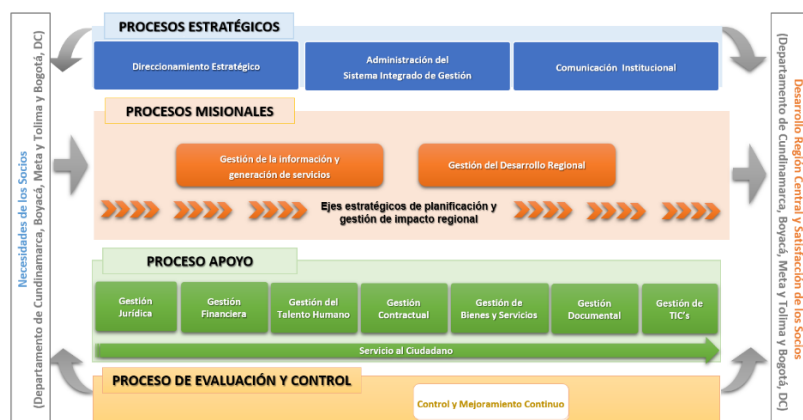 Necesidades de los Socios
(Departamento de Cundinamarca, Boyacá, Meta y Tolima y Bogotá, DC)
PROCESOS ESTRATÉGICOS
Direccionamiento Estratégico
Administración del
Sistema Integrado de Gestión
Comunicación Institucional
PROCESOS MISIONALES
Gestión de la información y
generación de servicios
Gestión del Desarrollo Regional
Ejes estratégicos de planificación y
gestión de impacto regional
PROCESO APOYO
Gestión
Jurídica
Gestión
Financiera
Gestión del
Talento Humano
Gestión
Contractual
Gestión de
Bienes y Servicios
Gestión
Documental
Gestión de
TIC's
Servicio al Ciudadano
PROCESO DE EVALUACIÓN Y CONTROL
Control y Mejoramiento Continuo
Desarrollo Región Central y Satisfacción de los Socios
(Departamento de Cundinamarca, Boyacá, Meta y Tolima y Bogotá, DC)